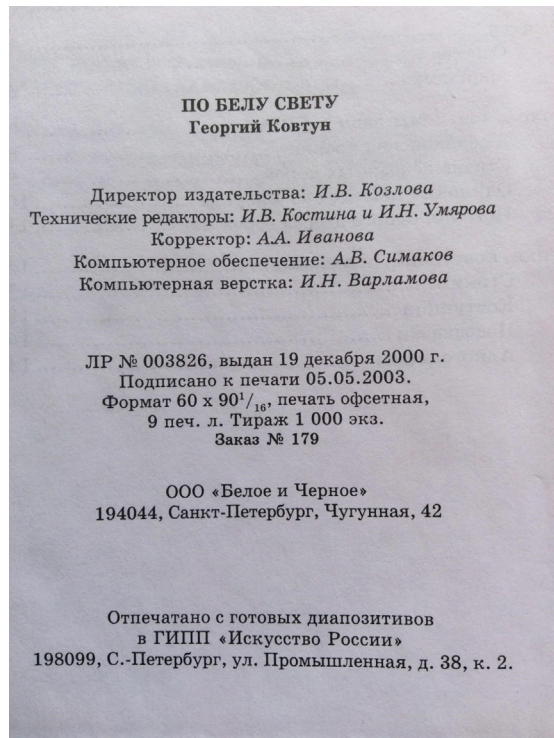 ПО БЕЛУ СВЕТУ
Георгий Ковтун
Директор издательства: И.В. Козлова
Технические редакторы: И.В. Костина и И.Н. Умярова
Корректор: А.А. Иванова
Компьютерное обеспечение: А.В. Симаков
Компьютерная верстка: И.Н. Варламова
ЛР № 003826, выдан 19 декабря 2000 г.
Подписано к печати 05.05.2003.
Формат 60 х 90¹/₁₆, печать офсетная,
9 печ. л. Тираж 1 000 экз.
Заказ № 179
ООО «Белое и Черное»
194044, Санкт-Петербург, Чугунная, 42
Отпечатано с готовых диапозитивов
в ГИПП «Искусство России»
198099, С.-Петербург, ул. Промышленная, д. 38, к. 2.